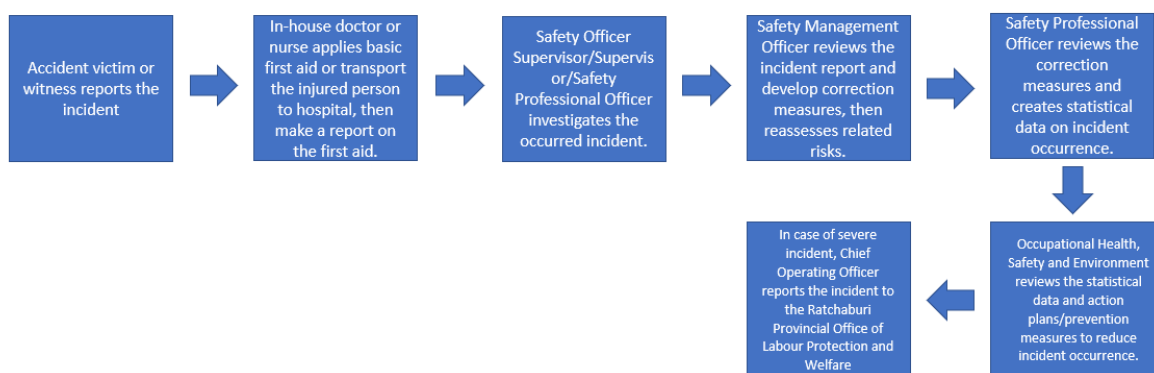 Accident victim or
witness reports the
incident
In-house doctor or
nurse applies basic
first aid or transport
the injured person
to hospital, then
make a report on
the first aid.
Safety Officer
Supervisor/Supervis
or/Safety
Professional Officer
investigates the
occurred incident.
Safety Management
Officer reviews the
incident report and
develop correction
measures, then
reassesses related
risks.
Safety Professional
Officer reviews the
correction
measures and
creates statistical
data on incident
occurrence.
Occupational Health,
Safety and Environment
reviews the statistical
data and action
plans/prevention
measures to reduce
incident occurrence.
In case of severe
incident, Chief
Operating Officer
reports the incident to
the Ratchaburi
Provincial Office of
Labour Protection and
Welfare